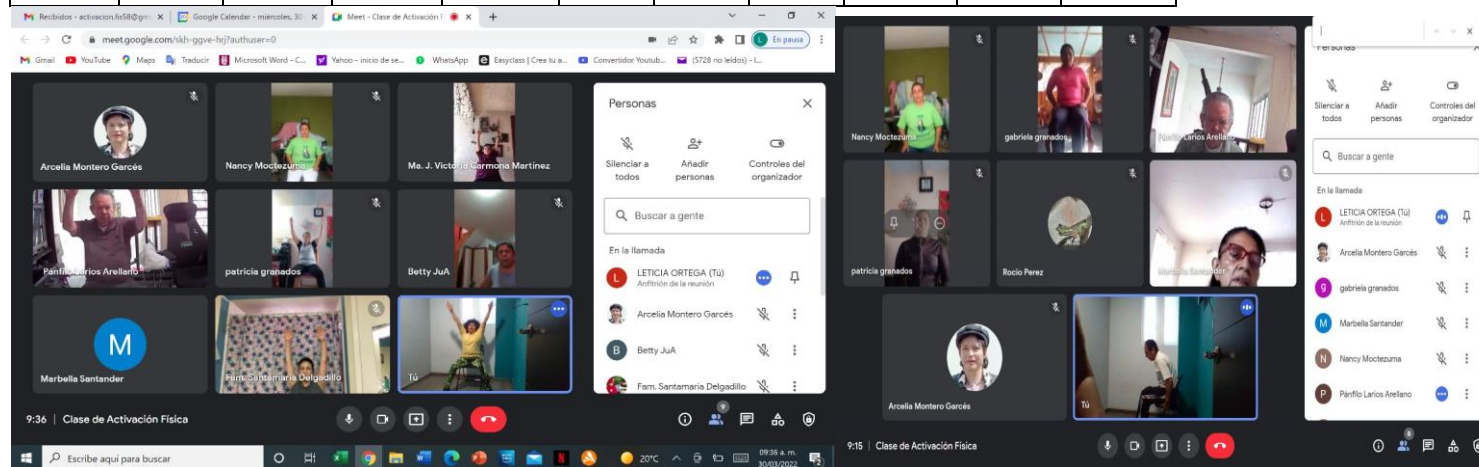 Recibidos - activacion.fis58@gm
Google Calendar - miércoles, 30
Meet - Clase de Activación F
meet.google.com/skh-ggve-hrj?authuser=0
En pausa
Gmail
YouTube
Maps
Traducir
Microsoft Word - C...
Yahoo - inicio de se...
WhatsApp
Easyclass | Crea tu a...
Convertidor Youtub...
(5728 no leídos) - l...
Arcelia Montero Garcés
Nancy Moctezuma
Ma. J. Victoria Carmona Martínez
Pánfilo Larios Arellano
patricia granados
Betty JuA
M
Marbella Santander
Fam. Santamaria Delgadillo
Tú
Personas
Silenciar a todos
Añadir personas
Controles del organizador
Buscar a gente
En la llamada
L
LETICIA ORTEGA (Tú)
Anfitrión de la reunión
Arcelia Montero Garcés
B
Betty JuA
Fam. Santamaria Delgadillo
9:36 | Clase de Activación Física
9
Escribe aquí para buscar
20°C
09:36 a. m.
30/03/2022
Nancy Moctezuma
gabriela granados
Pánfilo Larios Arellano
patricia granados
Rocio Perez
Marbella Santander
Arcelia Montero Garcés
Tú
Personas
Silenciar a todos
Añadir personas
Controles del organizador
Buscar a gente
En la llamada
L
LETICIA ORTEGA (Tú)
Anfitrión de la reunión
Arcelia Montero Garcés
g
gabriela granados
M
Marbella Santander
N
Nancy Moctezuma
P
Pánfilo Larios Arellano
9:15 | Clase de Activación Física
8